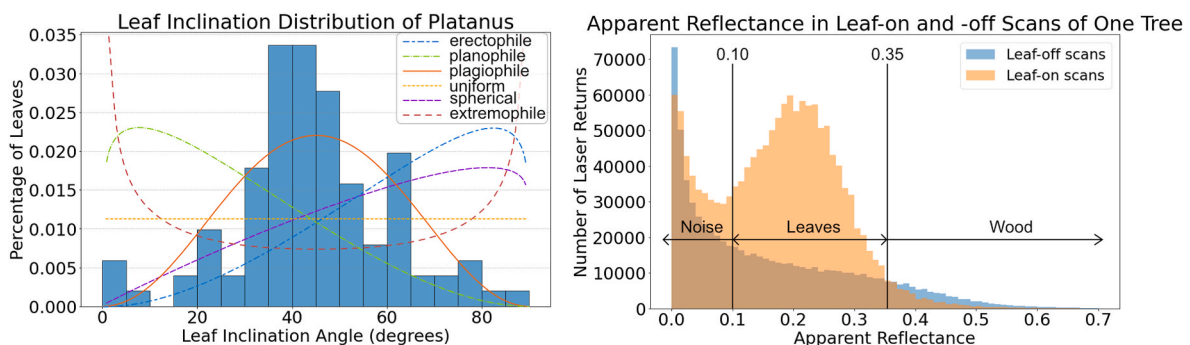 Leaf Inclination Distribution of Platanus
0.035
0.030
0.025
0.020
0.015
0.010
0.005
0.000
Percentage of Leaves
erectophile
planophile
plagiophile
uniform
spherical
extremophile
0
20
40
60
80
Leaf Inclination Angle (degrees)
Apparent Reflectance in Leaf-on and -off Scans of One Tree
70000
60000
50000
40000
30000
20000
10000
0
Number of Laser Returns
0.10
0.35
Leaf-off scans
Leaf-on scans
Noise
Leaves
Wood
0.0
0.1
0.2
0.3
0.4
0.5
0.6
0.7
Apparent Reflectance